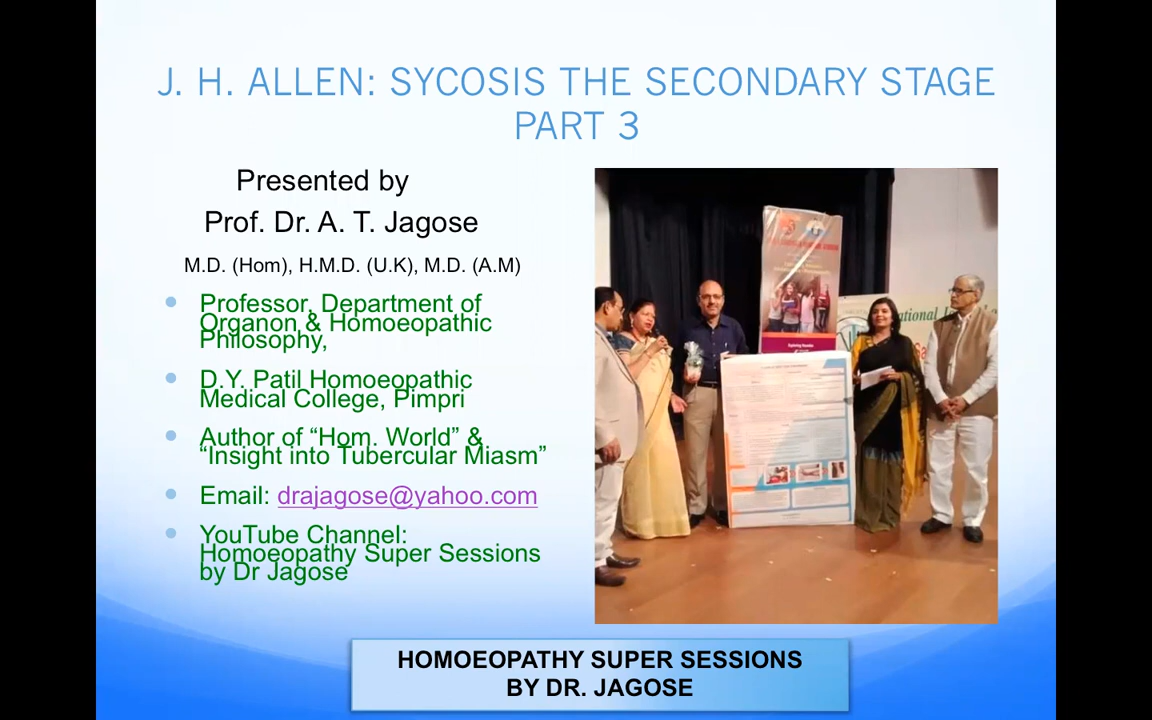 J. H. ALLEN: SYCOSIS THE SECONDARY STAGE
PART 3
Presented by
Prof. Dr. A. T. Jagose
M.D. (Hom), H.M.D. (U.K), M.D. (A.M)
Professor, Department of
Organon & Homoeopathic
Philosophy,
D.Y. Patil Homoeopathic
Medical College, Pimpri
Author of “Hom. World” &
“Insight into Tubercular Miasm”
Email: drajagose@yahoo.com
YouTube Channel:
Homoeopathy Super Sessions
by Dr Jagose
HOMOEOPATHY SUPER SESSIONS
BY DR. JAGOSE